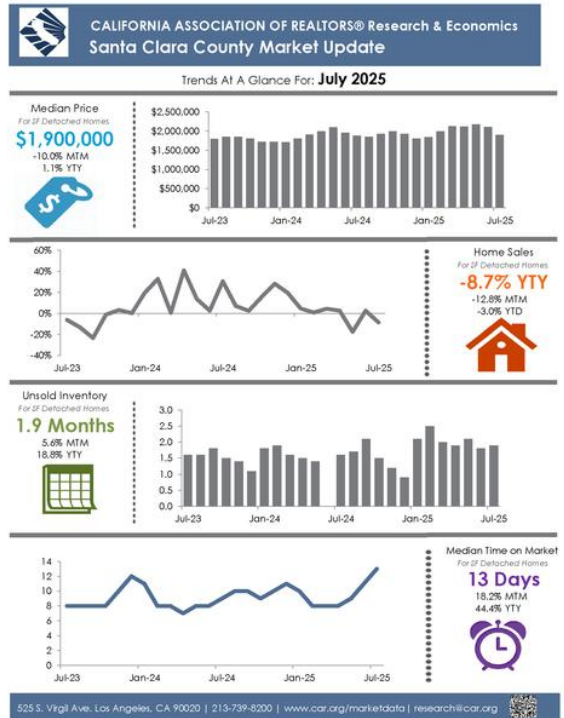 CALIFORNIA ASSOCIATION OF REALTORS® Research & Economics
Santa Clara County Market Update
Trends At A Glance For: July 2025
Median Price
For SF Detached Homes
$1,900,000
-10.0% MTM
1.1% YTY
$
$2,500,000
$2,000,000
$1,500,000
$1,000,000
$500,000
$0
Jul-23 Jan-24 Jul-24 Jan-25 Jul-25
60%
40%
20%
0%
-20%
-40%
Jul-23 Jan-24 Jul-24 Jan-25 Jul-25
Home Sales
For SF Detached Homes
-8.7% YTY
-12.8% MTM
-3.0% YTD
Unsold Inventory
For SF Detached Homes
1.9 Months
5.6% MTM
18.8% YTY
3.0
2.5
2.0
1.5
1.0
0.5
0.0
Jul-23 Jan-24 Jul-24 Jan-25 Jul-25
14
12
10
8
6
4
2
0
Jul-23 Jan-24 Jul-24 Jan-25 Jul-25
Median Time on Market
For SF Detached Homes
13 Days
18.2% MTM
44.4% YTY
525 S. Virgil Ave. Los Angeles, CA 90020 | 213-739-8200 | www.car.org/marketdata | research@car.org